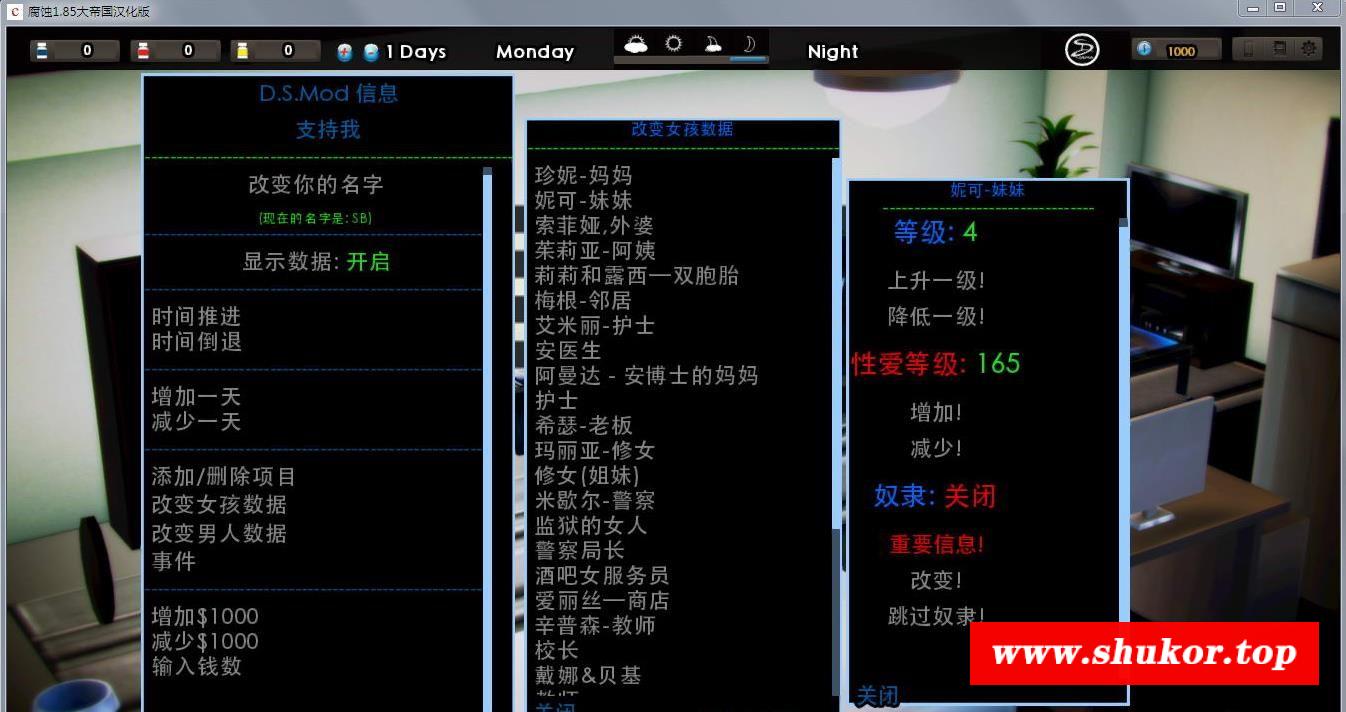 腐蚀1.85大帝国汉化版
0
0
0
1 Days
Monday
Night
1000
D.S.Mod 信息
支持我
改变你的名字
(现在的名字是:SB)
显示数据: 开启
时间推进
时间倒退
增加一天
减少一天
添加/删除项目
改变女孩数据
改变男人数据
事件
增加$1000
减少$1000
输入钱数
改变女孩数据
珍妮-妈妈
妮可-妹妹
索菲娅,外婆
茱莉亚-阿姨
莉莉和露西—双胞胎
梅根-邻居
艾米丽-护士
安医生
阿曼达 - 安博士的妈妈
护士
希瑟-老板
玛丽亚-修女
修女(姐妹)
米歇尔-警察
监狱的女人
警察局长
酒吧女服务员
爱丽丝—商店
辛普森-教师
校长
戴娜&贝基
教师
关闭
妮可-妹妹
等级: 4
上升一级!
降低一级!
性爱等级: 165
增加!
减少!
奴隶: 关闭
重要信息!
改变!
跳过奴隶!
关闭
www.shukor.top